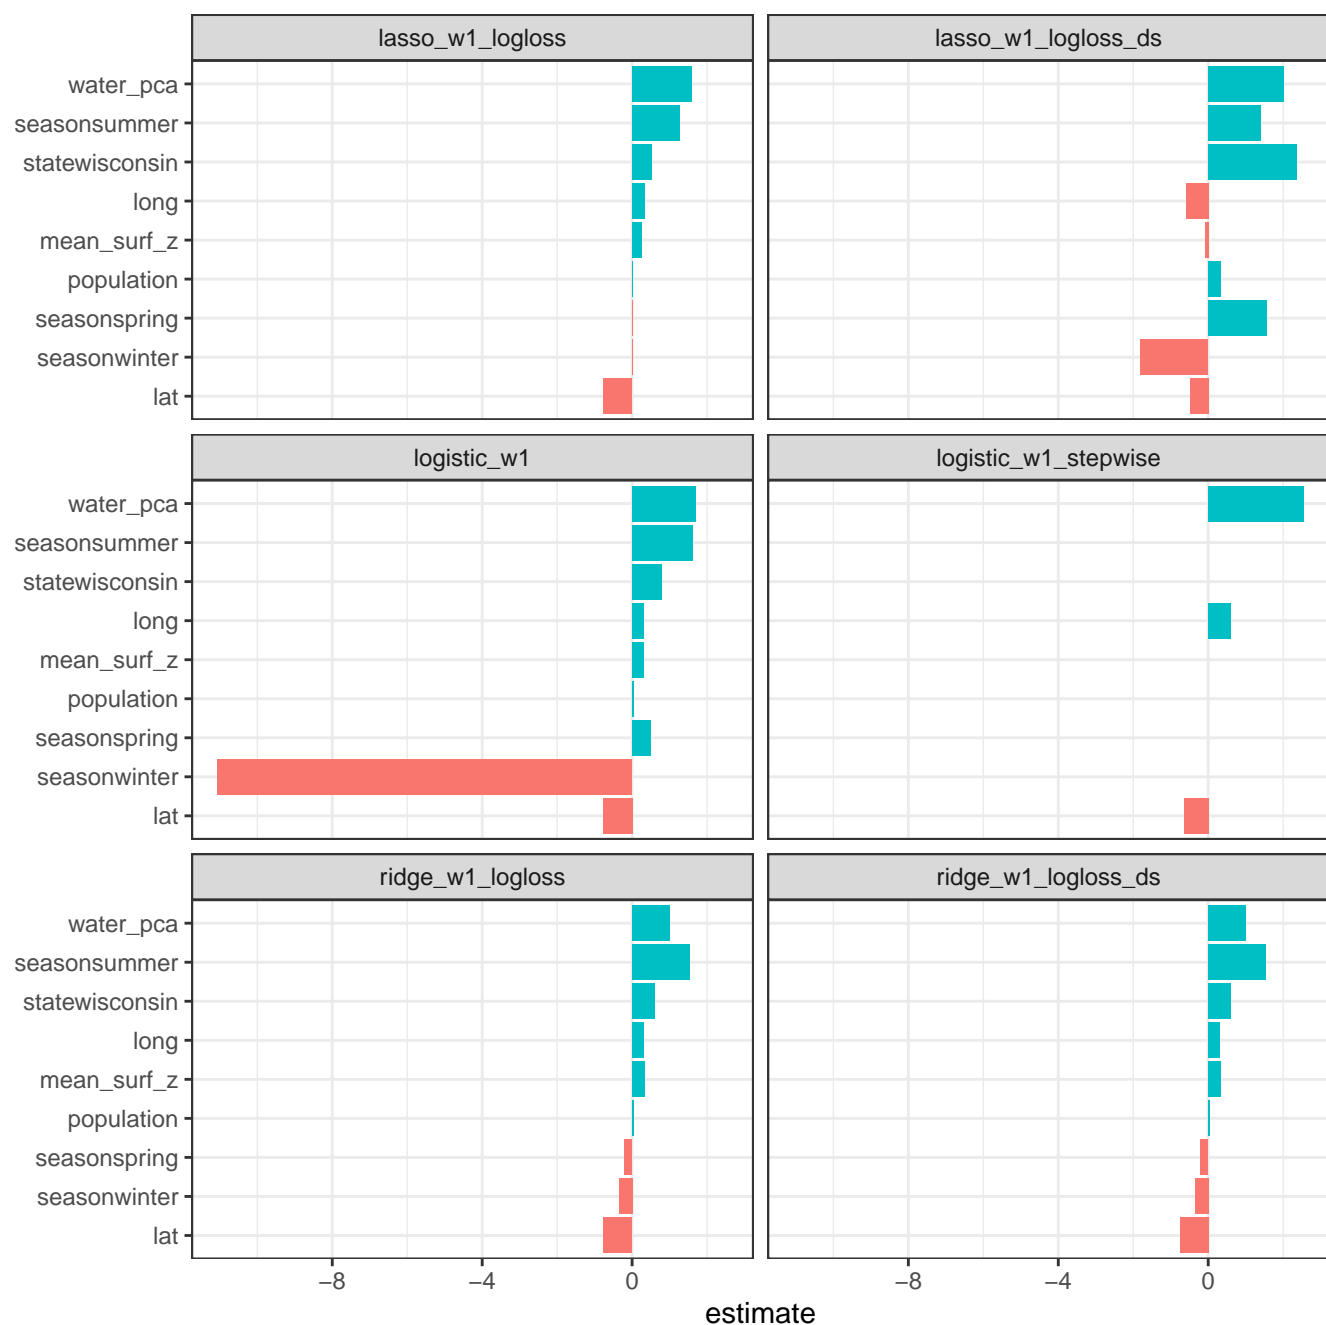 lasso_w1_logloss
lasso_w1_logloss_ds
water_pca
seasonsummer
statewisconsin
long
mean_surf_z
population
seasonspring
seasonwinter
lat
logistic_w1
logistic_w1_stepwise
water_pca
seasonsummer
statewisconsin
long
mean_surf_z
population
seasonspring
seasonwinter
lat
ridge_w1_logloss
ridge_w1_logloss_ds
water_pca
seasonsummer
statewisconsin
long
mean_surf_z
population
seasonspring
seasonwinter
lat
−8 −4 0 −8 −4 0
estimate